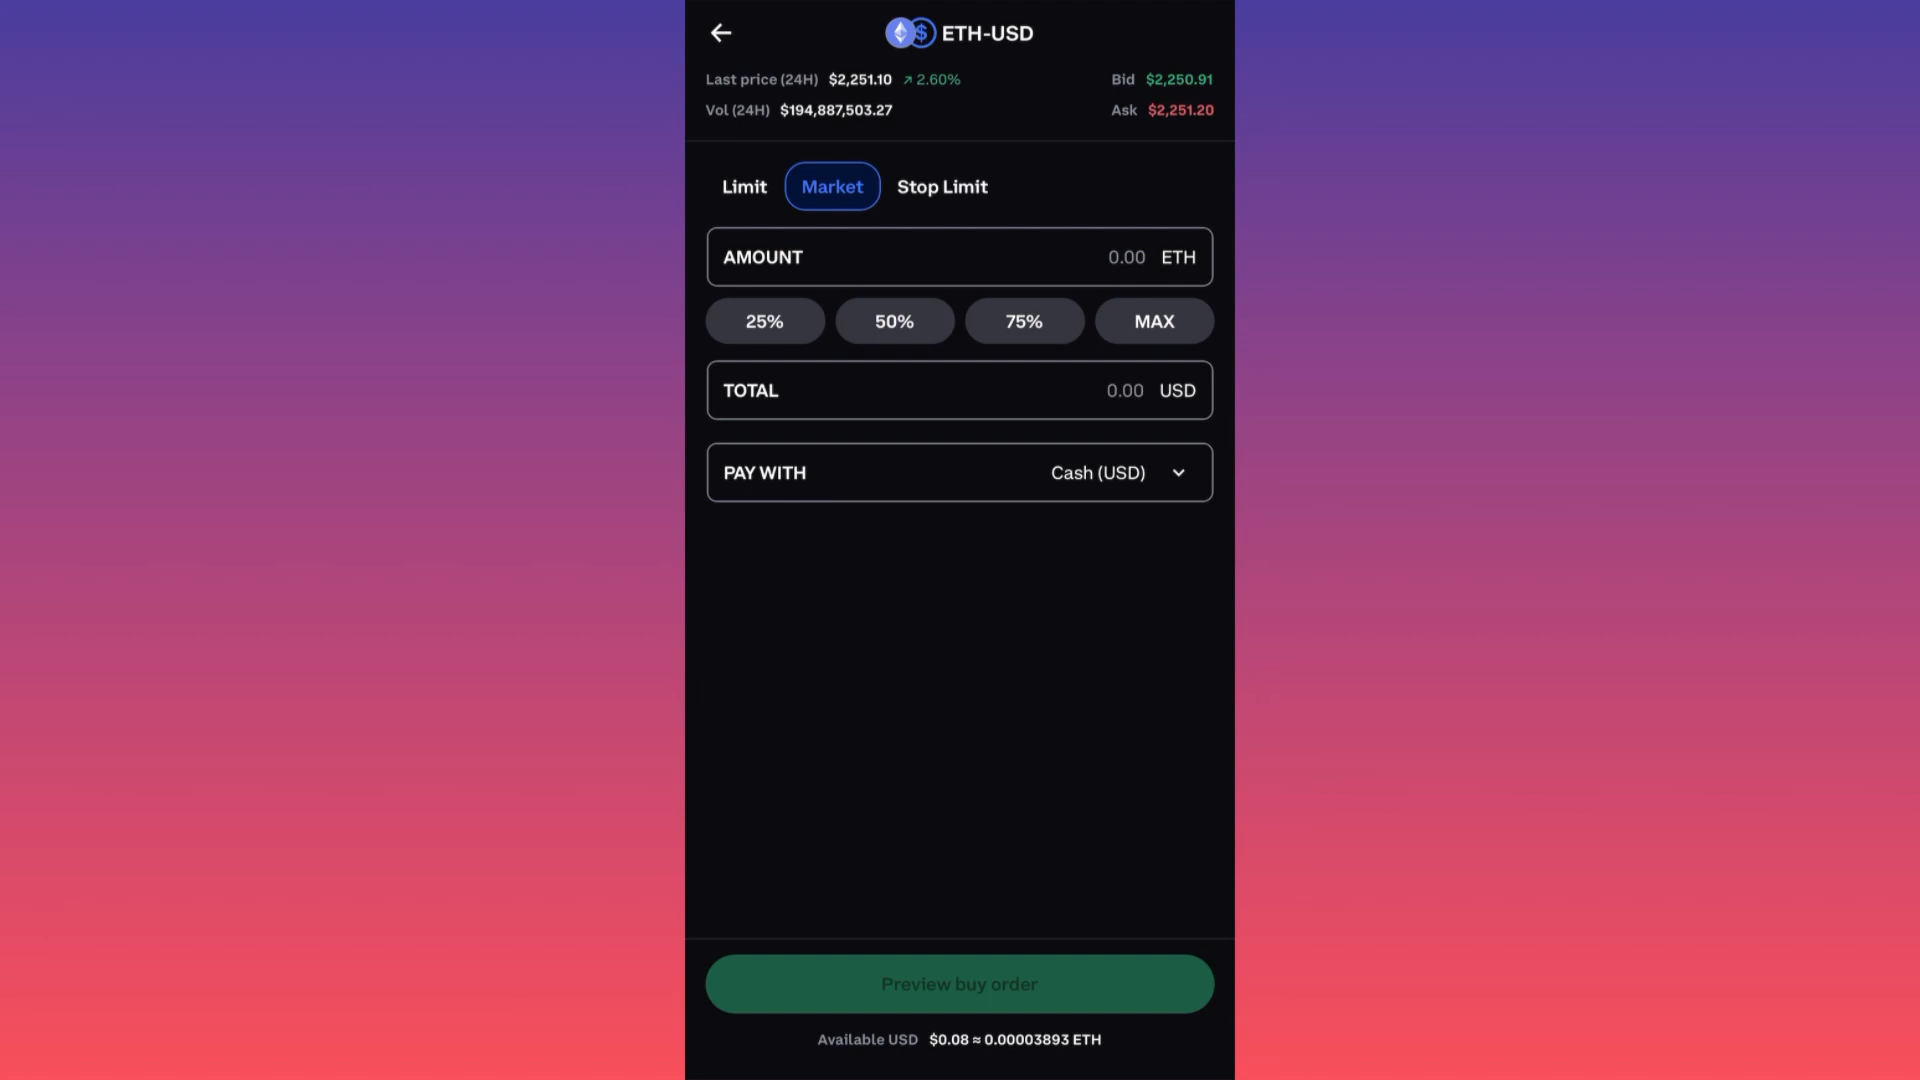 ETH-USD
Last price (24H) $2,251.10 ↗ 2.60% Bid $2,250.91
Vol (24H) $194,887,503.27 Ask $2,251.20
Limit Market Stop Limit
AMOUNT 0.00 ETH
25% 50% 75% MAX
TOTAL 0.00 USD
PAY WITH Cash (USD)
Preview buy order
Available USD $0.08 ≈ 0.00003893 ETH